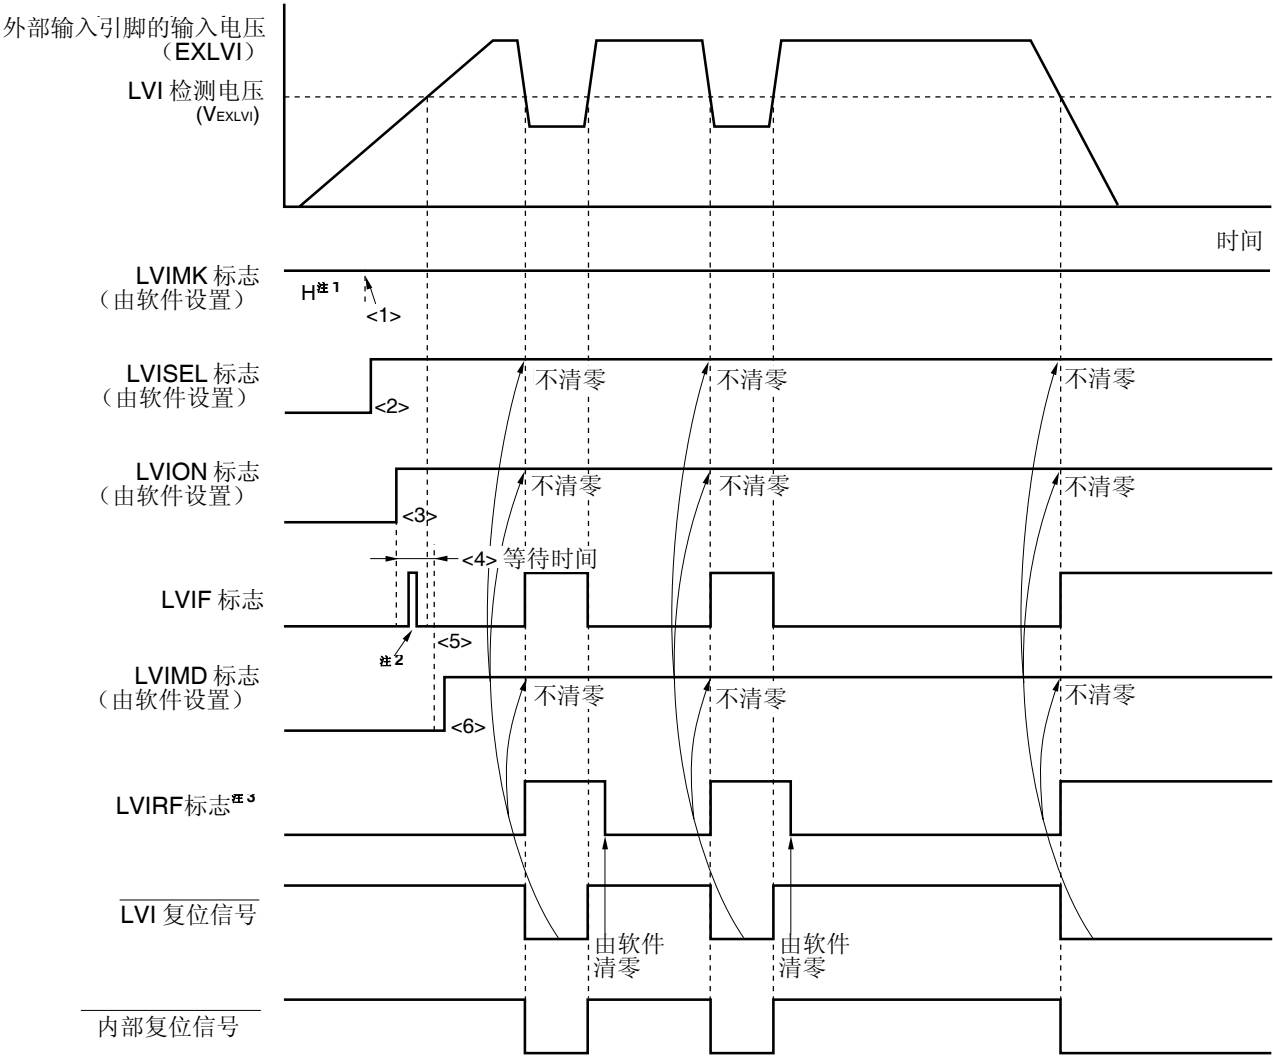 外部输入引脚的输入电压
（EXLVI）
LVI 检测电压
(VEXLVI)
时间
LVIMK 标志
（由软件设置）
H注 1
<1>
LVISEL 标志
（由软件设置）
<2>
不清零
不清零
不清零
LVION 标志
（由软件设置）
<3>
不清零
不清零
不清零
<4> 等待时间
LVIF 标志
注 2
<5>
LVIMD 标志
（由软件设置）
<6>
不清零
不清零
不清零
LVIRF标志注 3
LVI 复位信号
由软件
清零
由软件
清零
内部复位信号